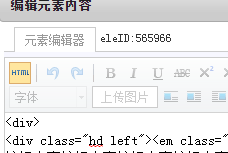 编辑元素内容
元素编辑器 eleID:565966
HTML B I U ABC X²
字体 上传图片
<div>
<div class="hd left"><em class="